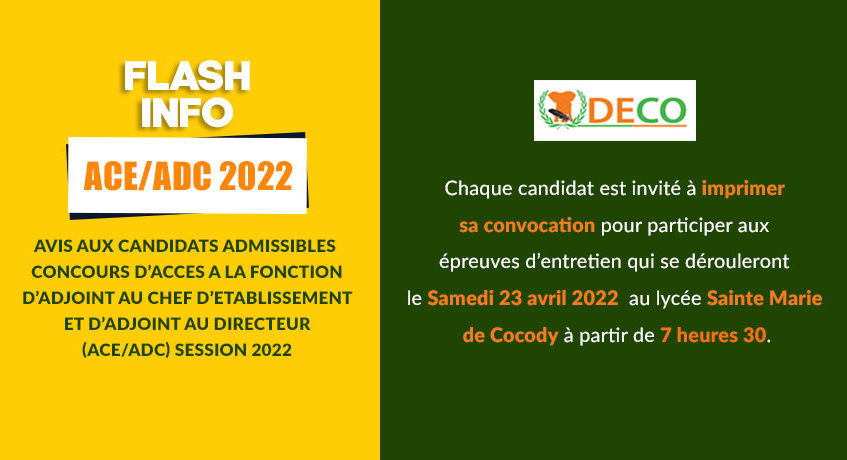 FLASH
INFO
ACE/ADC 2022
AVIS AUX CANDIDATS ADMISSIBLES
CONCOURS D’ACCES A LA FONCTION
D’ADJOINT AU CHEF D’ETABLISSEMENT
ET D’ADJOINT AU DIRECTEUR
(ACE/ADC) SESSION 2022
DECO
Chaque candidat est invité à imprimer
sa convocation pour participer aux
épreuves d’entretien qui se dérouleront
le Samedi 23 avril 2022 au lycée Sainte Marie
de Cocody à partir de 7 heures 30.